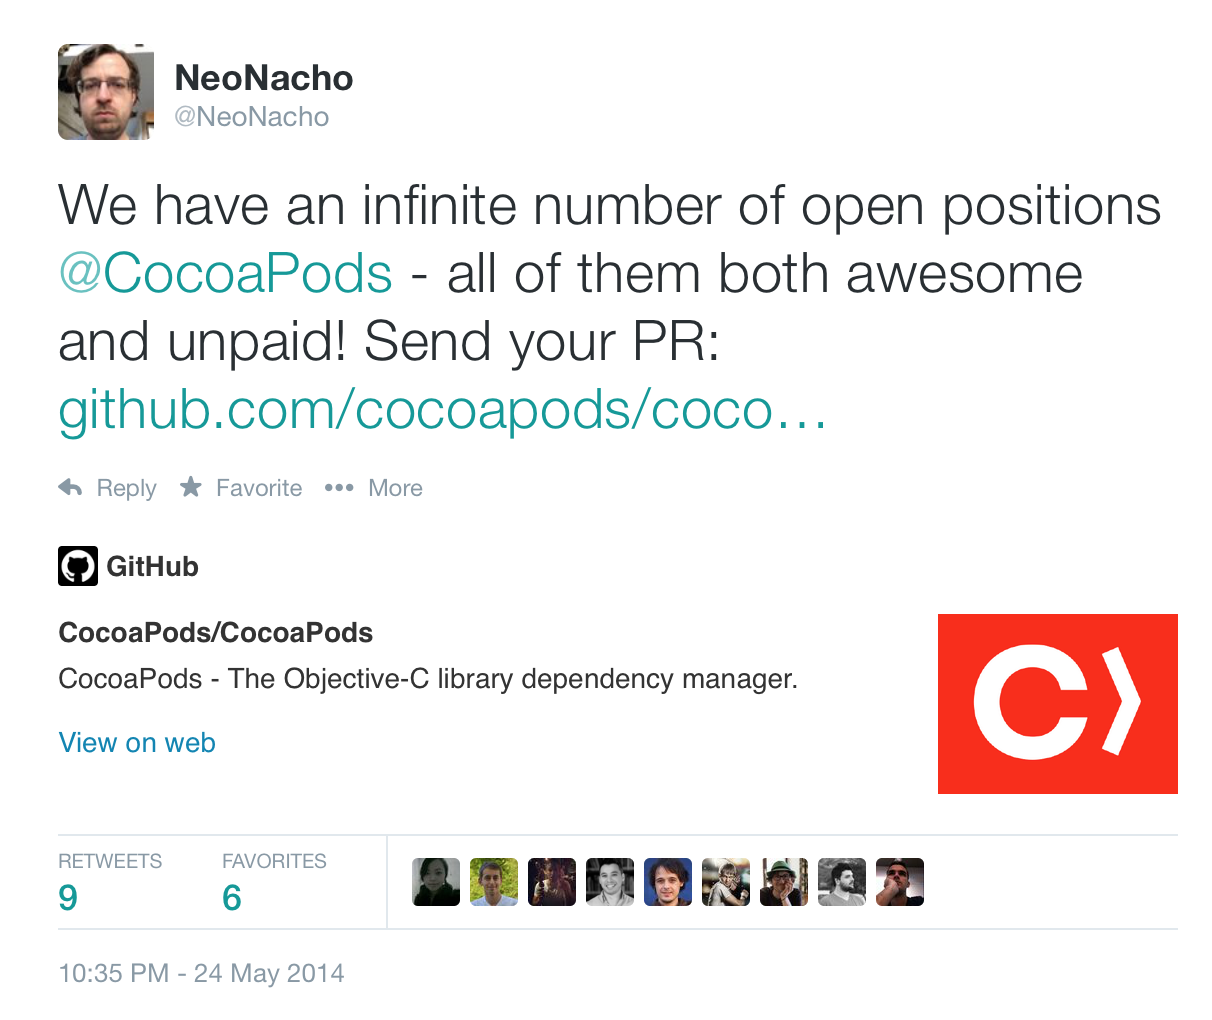 NeoNacho
@NeoNacho
We have an infinite number of open positions
@CocoaPods - all of them both awesome
and unpaid! Send your PR:
github.com/cocoapods/coco…
Reply Favorite More
GitHub
CocoaPods/CocoaPods
CocoaPods - The Objective-C library dependency manager.
View on web
C
RETWEETS FAVORITES
9 6
10:35 PM - 24 May 2014